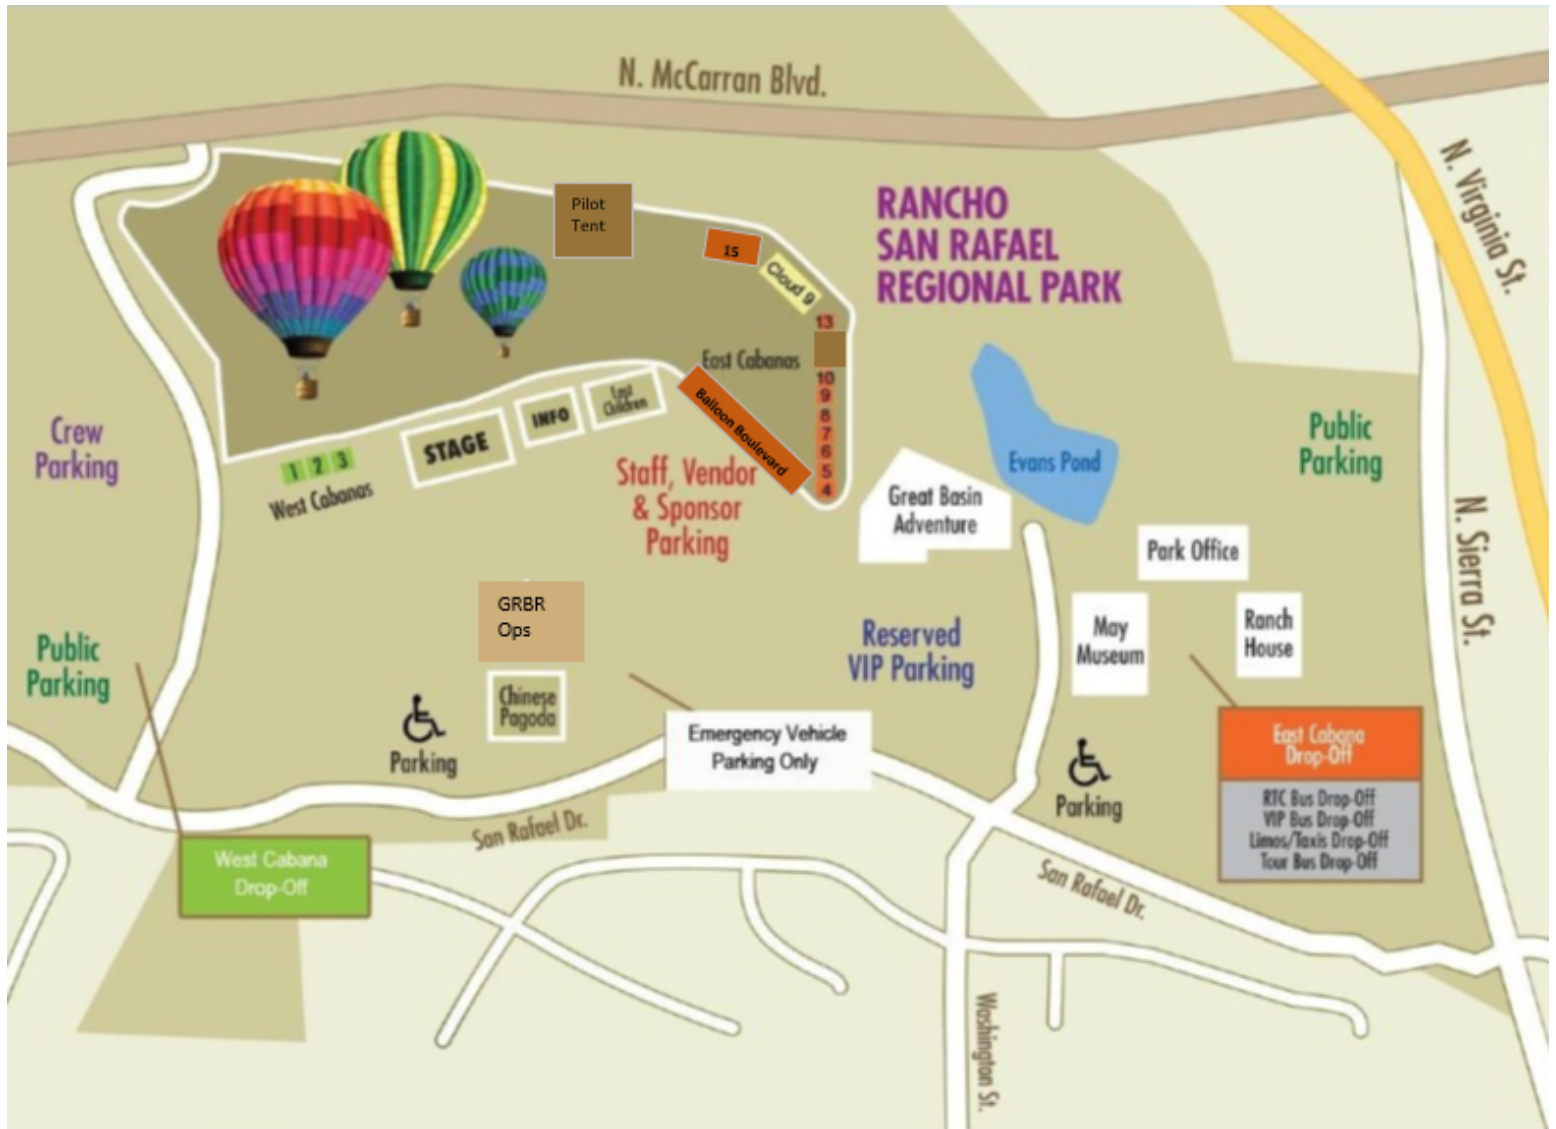 N. McCarran Blvd.
N. Virginia St.
Pilot
Tent
RANCHO
SAN RAFAEL
REGIONAL PARK
15
Cloud 9
13
East Cabanas
10
9
8
7
6
5
4
Balloon Boulevard
East
Children
INFO
STAGE
1 2 3
West Cabanas
Crew
Parking
Staff, Vendor
& Sponsor
Parking
Evans Pond
Great Basin
Adventure
Public
Parking
N. Sierra St.
Park Office
May
Museum
Ranch
House
GRBR
Ops
Reserved
VIP Parking
Public
Parking
Chinese
Pagoda
Parking
Emergency Vehicle
Parking Only
Parking
East Cabana
Drop-Off
RTC Bus Drop-Off
VIP Bus Drop-Off
Limos/Taxis Drop-Off
Tour Bus Drop-Off
San Rafael Dr.
West Cabana
Drop-Off
San Rafael Dr.
Washington St.